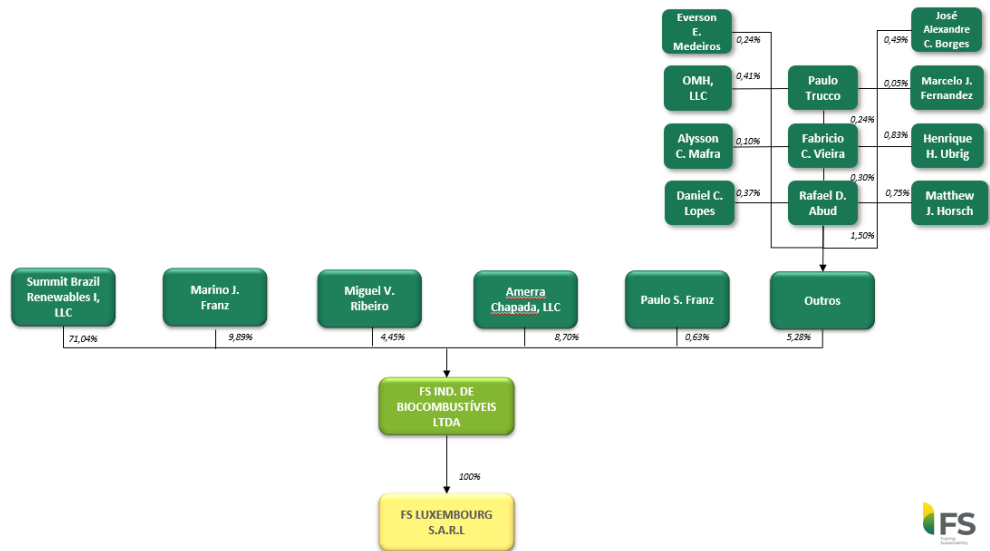 Everson
E.
Medeiros
0,24%
José
Alexandre
C. Borges
0,49%
OMH,
LLC
0,41%
Paulo
Trucco
0,05%
Marcelo J.
Fernandez
0,24%
Alysson
C. Mafra
0,10%
Fabricio
C. Vieira
0,83%
Henrique
H. Ubrig
0,30%
Daniel C.
Lopes
0,37%
Rafael D.
Abud
0,75%
Matthew
J. Horsch
1,50%
Summit Brazil
Renewables I,
LLC
Marino J.
Franz
Miguel V.
Ribeiro
Amerra
Chapada, LLC
Paulo S. Franz
Outros
71,04%
9,89%
4,45%
8,70%
0,63%
5,28%
FS IND. DE
BIOCOMBUSTÍVEIS
LTDA
100%
FS LUXEMBOURG
S.A.R.L
FS
Fueling
Sustainability